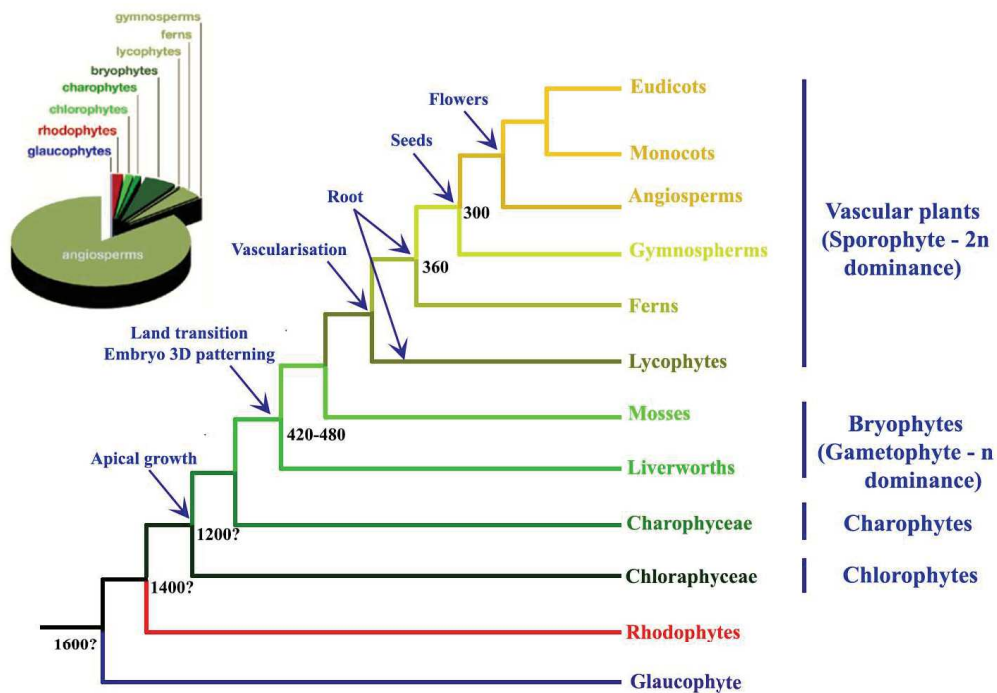 gymnosperms
ferns
lycophytes
bryophytes
charophytes
chlorophytes
rhodophytes
glaucophytes
angiosperms
Flowers
Seeds
Root
Vascularisation
Land transition
Embryo 3D patterning
Apical growth
300
360
420-480
1200?
1400?
1600?
Eudicots
Monocots
Angiosperms
Gymnospherms
Ferns
Lycophytes
Mosses
Liverworths
Charophyceae
Chloraphyceae
Rhodophytes
Glaucophyte
Vascular plants
(Sporophyte - 2n
dominance)
Bryophytes
(Gametophyte - n
dominance)
Charophytes
Chlorophytes